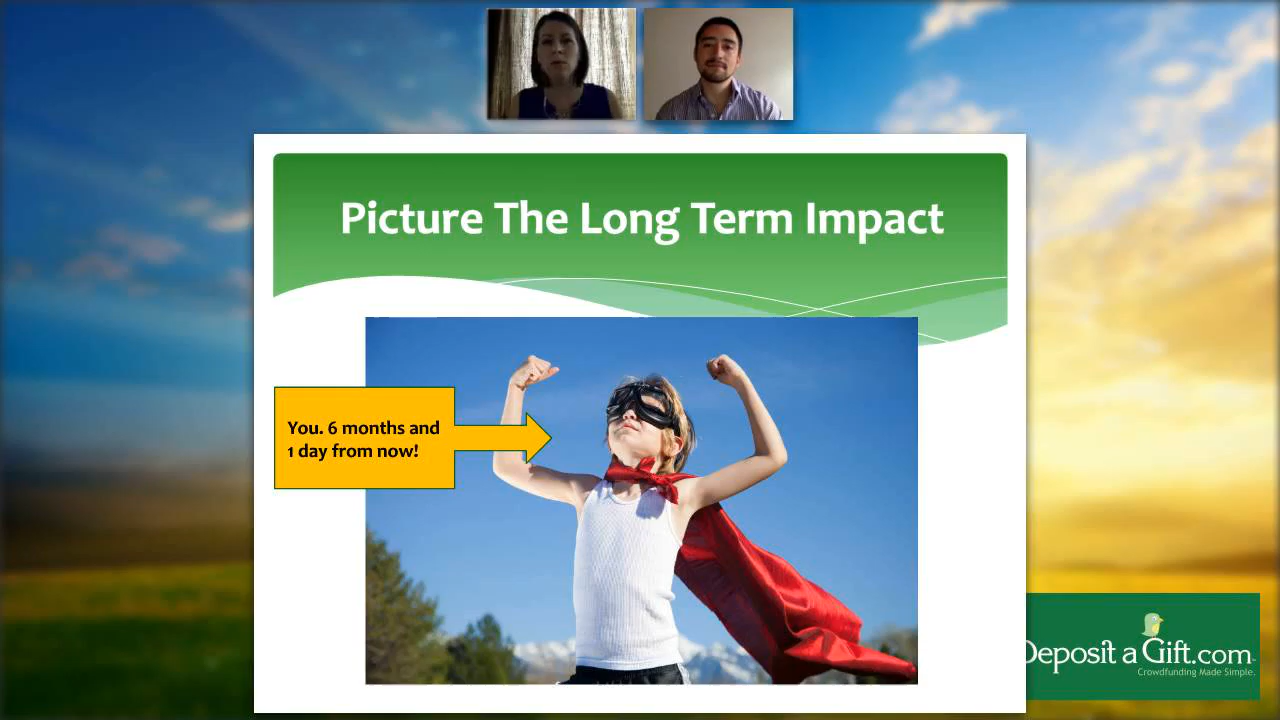 Picture The Long Term Impact
You. 6 months and
1 day from now!
Deposit a Gift.com
Crowdfunding Made Simple.